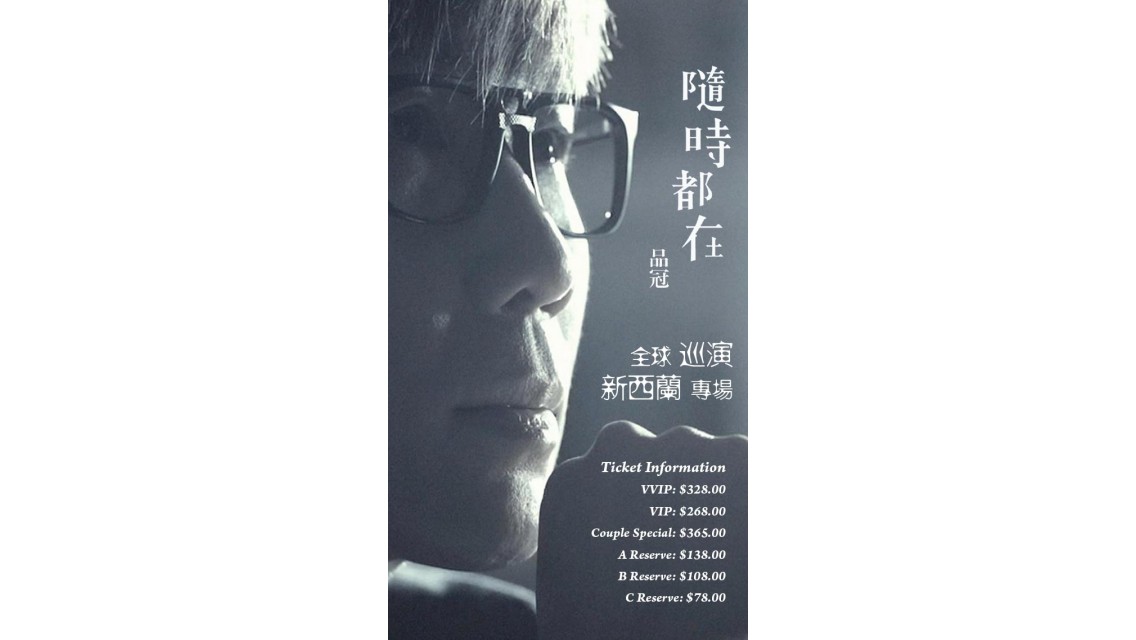 隨時都在
品冠
全球 巡演
新西蘭 專場
Ticket Information
VVIP: $328.00
VIP: $268.00
Couple Special: $365.00
A Reserve: $138.00
B Reserve: $108.00
C Reserve: $78.00